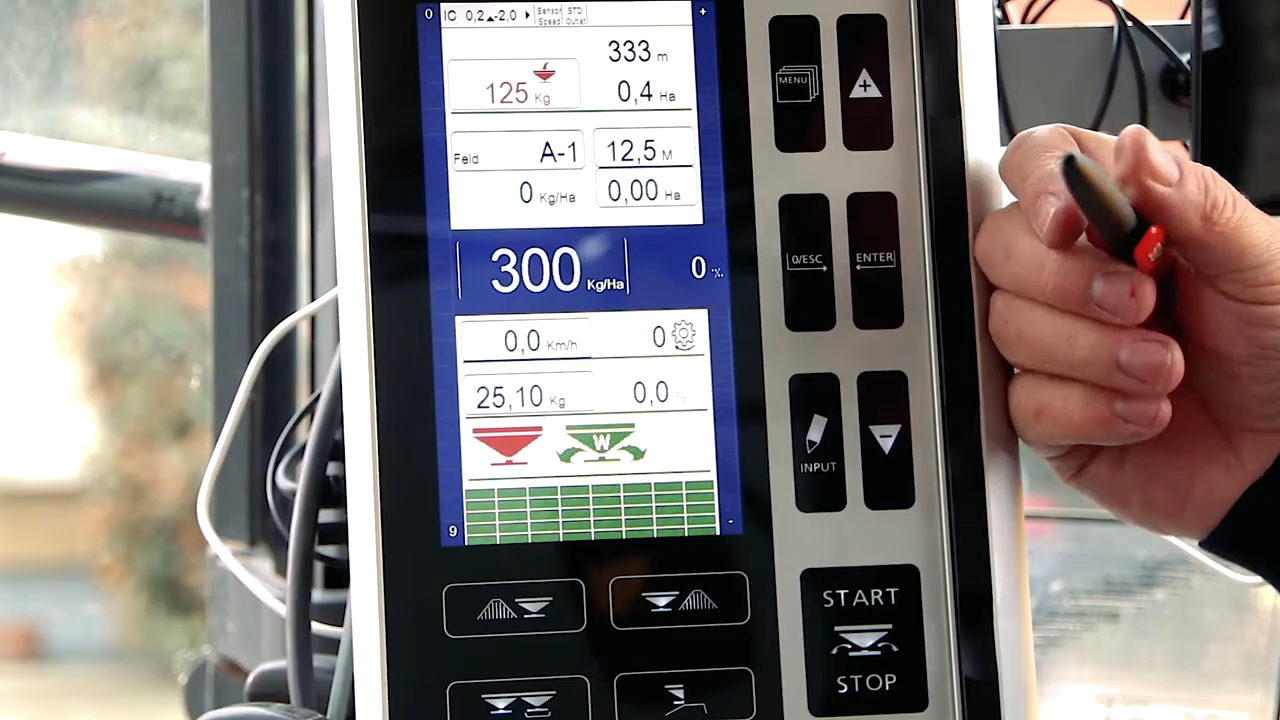 0 IC 0,2-2,0 Sensor Speed STD Outlet +
333 m
125 Kg 0,4 Ha
Feld A-1 12,5 M
0 Kg/Ha 0,00 Ha
300 Kg/Ha 0 %
0,0 Km/h 0
25,10 Kg 0,0
W
9 -
MENU +
0/ESC ENTER
INPUT -
START
STOP